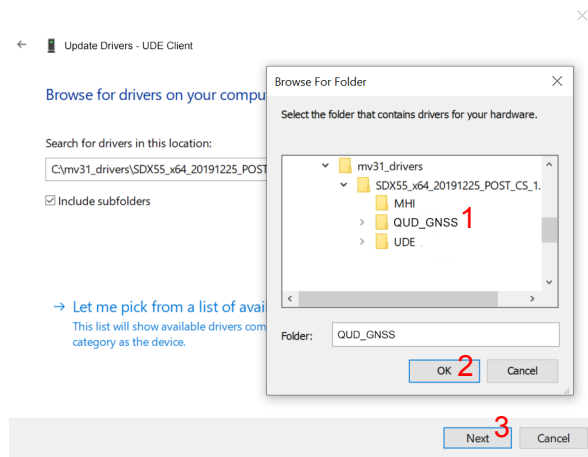 Update Drivers - UDE Client
Browse for drivers on your compu
Search for drivers in this location:
C:\mv31_drivers\SDX55_x64_20191225_POST
Include subfolders
Let me pick from a list of avai
This list will show available drivers com
category as the device.
Browse For Folder
Select the folder that contains drivers for your hardware.
mv31_drivers
SDX55_x64_20191225_POST_CS_1.
MHI
QUD_GNSS 1
UDE
Folder: QUD_GNSS
OK 2 Cancel
Next 3 Cancel